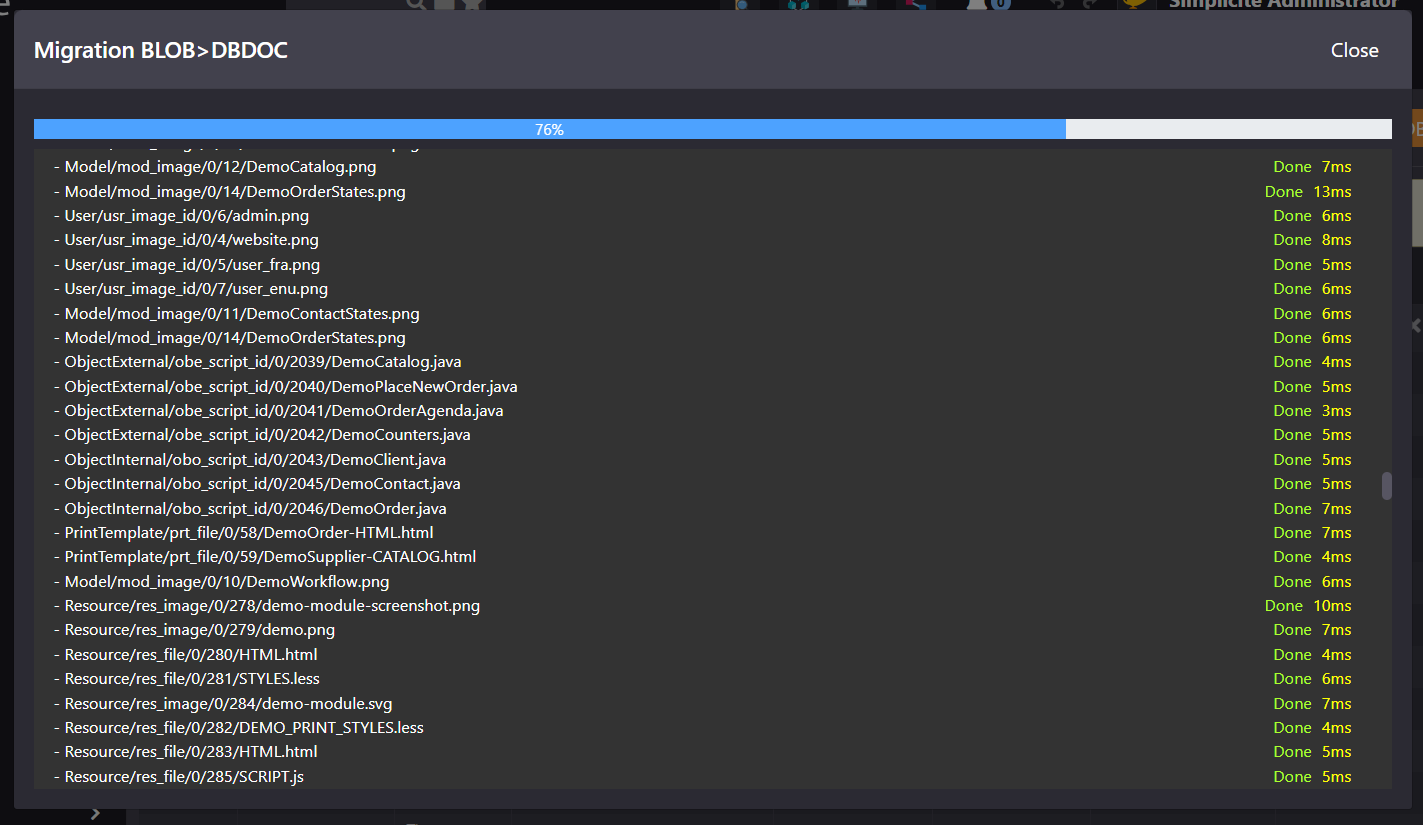 Simplicité Administrator
0
Migration BLOB>DBDOC
Close
76%
- Model/mod_image/0/12/DemoCatalog.png Done 7ms
- Model/mod_image/0/14/DemoOrderStates.png Done 13ms
- User/usr_image_id/0/6/admin.png Done 6ms
- User/usr_image_id/0/4/website.png Done 8ms
- User/usr_image_id/0/5/user_fra.png Done 5ms
- User/usr_image_id/0/7/user_enu.png Done 6ms
- Model/mod_image/0/11/DemoContactStates.png Done 6ms
- Model/mod_image/0/14/DemoOrderStates.png Done 6ms
- ObjectExternal/obe_script_id/0/2039/DemoCatalog.java Done 4ms
- ObjectExternal/obe_script_id/0/2040/DemoPlaceNewOrder.java Done 5ms
- ObjectExternal/obe_script_id/0/2041/DemoOrderAgenda.java Done 3ms
- ObjectExternal/obe_script_id/0/2042/DemoCounters.java Done 5ms
- ObjectInternal/obo_script_id/0/2043/DemoClient.java Done 5ms
- ObjectInternal/obo_script_id/0/2045/DemoContact.java Done 5ms
- ObjectInternal/obo_script_id/0/2046/DemoOrder.java Done 7ms
- PrintTemplate/prt_file/0/58/DemoOrder-HTML.html Done 7ms
- PrintTemplate/prt_file/0/59/DemoSupplier-CATALOG.html Done 4ms
- Model/mod_image/0/10/DemoWorkflow.png Done 6ms
- Resource/res_image/0/278/demo-module-screenshot.png Done 10ms
- Resource/res_image/0/279/demo.png Done 7ms
- Resource/res_file/0/280/HTML.html Done 4ms
- Resource/res_file/0/281/STYLES.less Done 6ms
- Resource/res_image/0/284/demo-module.svg Done 7ms
- Resource/res_file/0/282/DEMO_PRINT_STYLES.less Done 4ms
- Resource/res_file/0/283/HTML.html Done 5ms
- Resource/res_file/0/285/SCRIPT.js Done 5ms